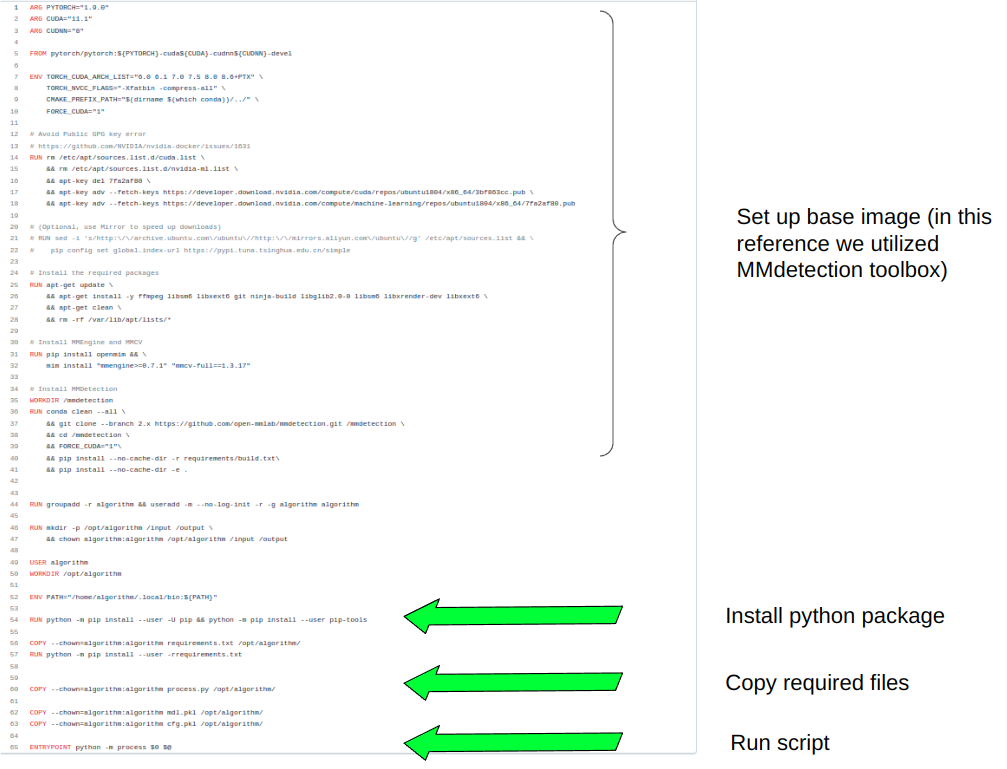 1 ARG PYTORCH="1.9.0"
2 ARG CUDA="11.1"
3 ARG CUDNN="8"
4
5 FROM pytorch/pytorch:${PYTORCH}-cuda${CUDA}-cudnn${CUDNN}-devel
6
7 ENV TORCH_CUDA_ARCH_LIST="6.0 6.1 7.0 7.5 8.0 8.6+PTX" \
8 TORCH_NVCC_FLAGS="-Xfatbin -compress-all" \
9 CMAKE_PREFIX_PATH="$(dirname $(which conda))/../" \
10 FORCE_CUDA="1"
11
12 # Avoid Public GPG key error
13 # https://github.com/NVIDIA/nvidia-docker/issues/1631
14 RUN rm /etc/apt/sources.list.d/cuda.list \
15 && rm /etc/apt/sources.list.d/nvidia-ml.list \
16 && apt-key del 7fa2af80 \
17 && apt-key adv --fetch-keys https://developer.download.nvidia.com/compute/cuda/repos/ubuntu1804/x86_64/3bf863cc.pub \
18 && apt-key adv --fetch-keys https://developer.download.nvidia.com/compute/machine-learning/repos/ubuntu1804/x86_64/7fa2af80.pub
19
20 # (Optional, use Mirror to speed up downloads)
21 # RUN sed -i 's/http:\/\/archive.ubuntu.com\/ubuntu\//http:\/\/mirrors.aliyun.com\/ubuntu\//g' /etc/apt/sources.list && \
22 # pip config set global.index-url https://pypi.tuna.tsinghua.edu.cn/simple
23
24 # Install the required packages
25 RUN apt-get update \
26 && apt-get install -y ffmpeg libsm6 libxext6 git ninja-build libglib2.0-0 libsm6 libxrender-dev libxext6 \
27 && apt-get clean \
28 && rm -rf /var/lib/apt/lists/*
29
30 # Install MMEngine and MMCV
31 RUN pip install openmim && \
32 mim install "mmengine>=0.7.1" "mmcv-full==1.3.17"
33
34 # Install MMDetection
35 WORKDIR /mmdetection
36 RUN conda clean --all \
37 && git clone --branch 2.x https://github.com/open-mmlab/mmdetection.git /mmdetection \
38 && cd /mmdetection \
39 && FORCE_CUDA="1"\
40 && pip install --no-cache-dir -r requirements/build.txt\
41 && pip install --no-cache-dir -e .
42
43
44 RUN groupadd -r algorithm && useradd -m --no-log-init -r -g algorithm algorithm
45
46 RUN mkdir -p /opt/algorithm /input /output \
47 && chown algorithm:algorithm /opt/algorithm /input /output
48
49 USER algorithm
50 WORKDIR /opt/algorithm
51
52 ENV PATH="/home/algorithm/.local/bin:${PATH}"
53
54 RUN python -m pip install --user -U pip && python -m pip install --user pip-tools
55
56 COPY --chown=algorithm:algorithm requirements.txt /opt/algorithm/
57 RUN python -m pip install --user -rrequirements.txt
58
59
60 COPY --chown=algorithm:algorithm process.py /opt/algorithm/
61
62 COPY --chown=algorithm:algorithm mdl.pkl /opt/algorithm/
63 COPY --chown=algorithm:algorithm cfg.pkl /opt/algorithm/
64
65 ENTRYPOINT python -m process $0 $@
Set up base image (in this
reference we utilized
MMdetection toolbox)
Install python package
Copy required files
Run script